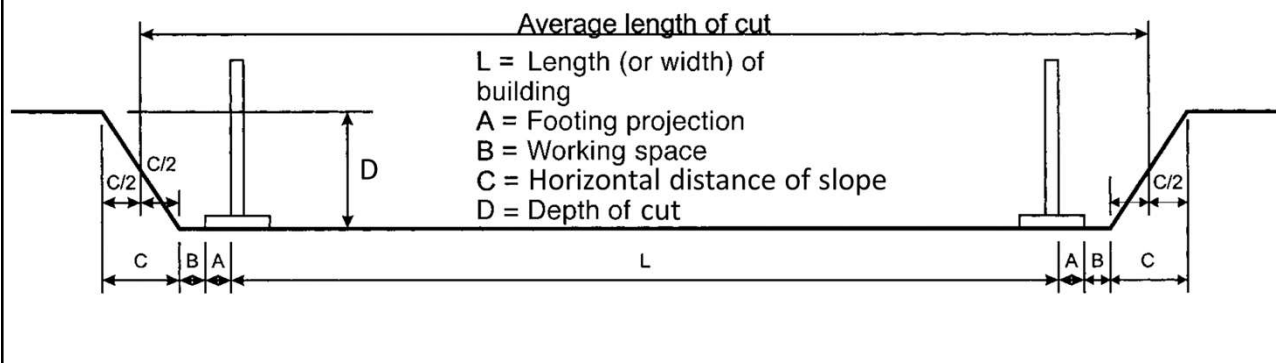 Average length of cut
L = Length (or width) of
building
A = Footing projection
B = Working space
C = Horizontal distance of slope
D = Depth of cut
C/2
C/2
D
C/2
C B A L A B C